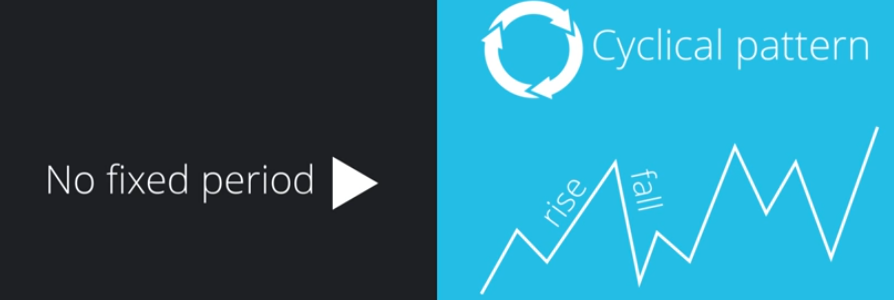 No fixed period
Cyclical pattern
rise
fall